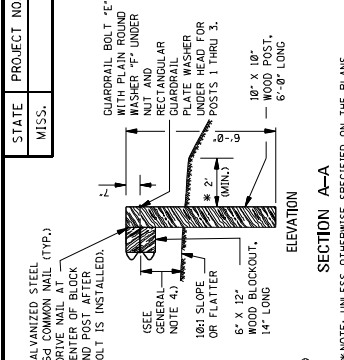 STATE PROJECT NO
MISS.
GUARDRAIL BOLT "E"
WITH PLAIN ROUND
WASHER "F" UNDER
NUT AND
RECTANGULAR
GUARDRAIL
PLATE WASHER
UNDER HEAD FOR
POSTS 1 THRU 3.
10" X 10"
WOOD POST.
6'-0" LONG
6'-0"
7"
* 2'
(MIN.)
ALVANIZED STEEL
6d COMMON NAIL (TYP.)
DRIVE NAIL AT
ENTER OF BLOCK
ND POST AFTER
OLT IS INSTALLED).
(SEE
GENERAL
NOTE 4.)
10:1 SLOPE
OR FLATTER
6" X 12"
WOOD BLOCKOUT.
14" LONG
ELEVATION
SECTION A-A
* NOTE: UNLESS OTHERWISE SPECIFIED ON THE PLANS